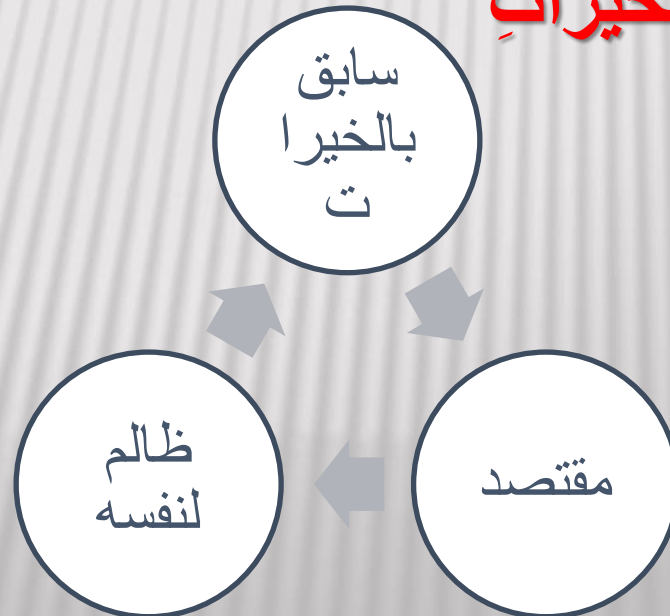 سابق
بالخيرا
ت
مقتصد
ظالم
لنفسه